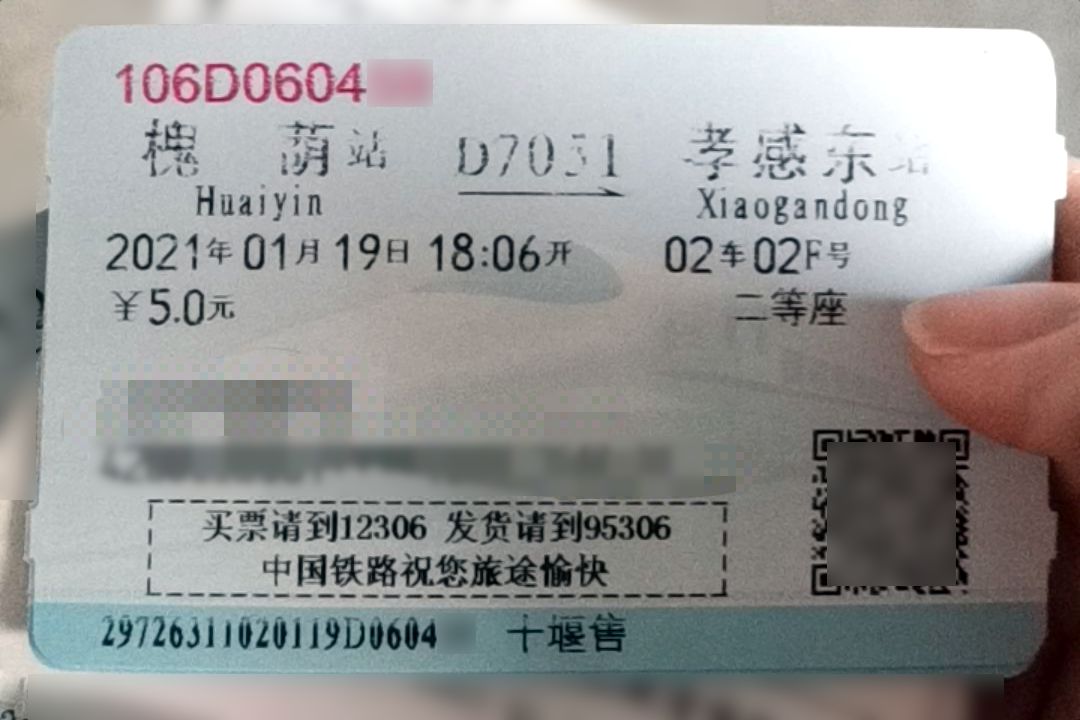 106D0604
槐 荫站 D7031 孝感东站
Huaiyin Xiaogandong
2021年01月19日 18:06开 02车02F号
￥5.0元 二等座
买票请到12306 发货请到95306
中国铁路祝您旅途愉快
29726311020119D0604 十堰售